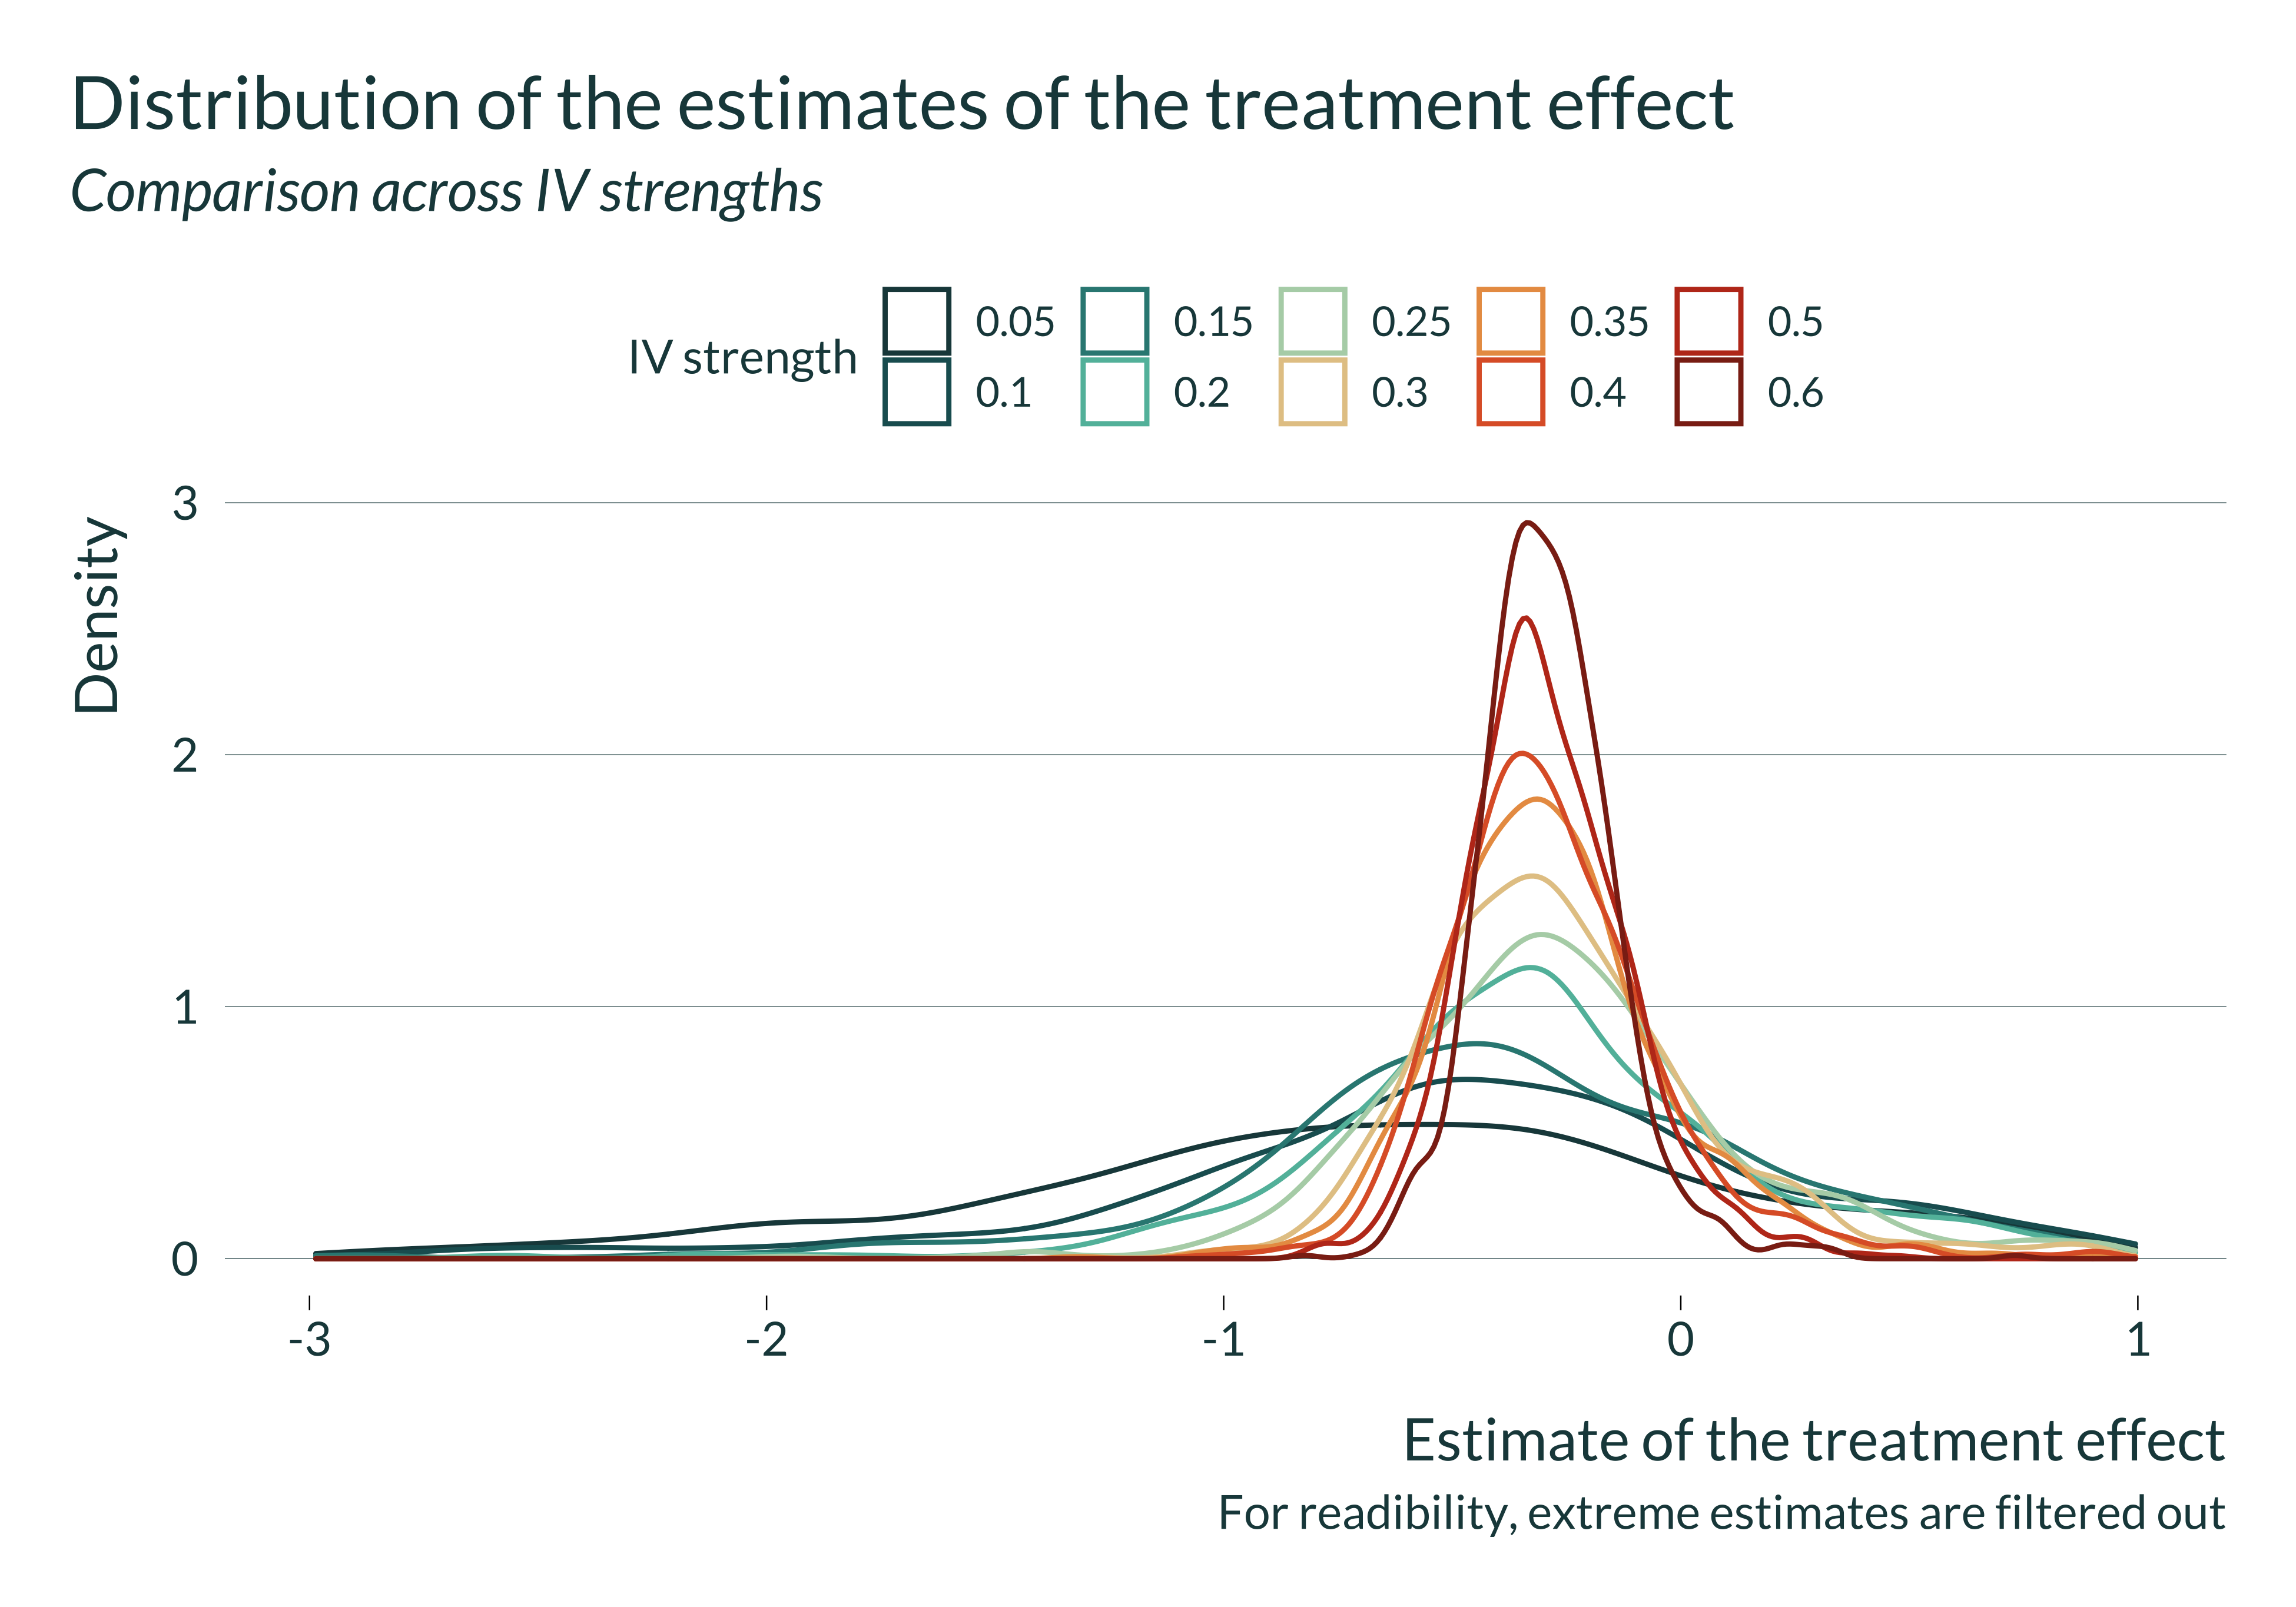 Distribution of the estimates of the treatment effect
Comparison across IV strengths
IV strength
0.05 0.15 0.25 0.35 0.5
0.1 0.2 0.3 0.4 0.6
Density
3
2
1
0
-3 -2 -1 0 1
Estimate of the treatment effect
For readibility, extreme estimates are filtered out